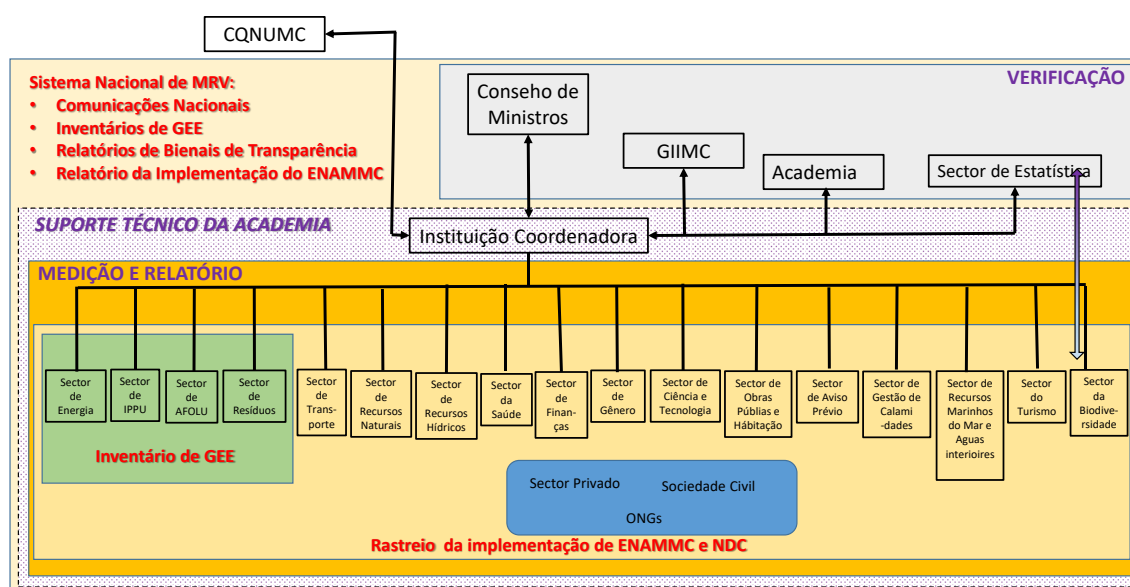 CQNUMC
Sistema Nacional de MRV:
• Comunicações Nacionais
• Inventários de GEE
• Relatórios de Bienais de Transparência
• Relatório da Implementação do ENAMMC
VERIFICAÇÃO
Conseho de
Ministros
GIIMC
Academia
Sector de Estatística
SUPORTE TÉCNICO DA ACADEMIA
Instituição Coordenadora
MEDIÇÃO E RELATÓRIO
Sector
de
Energia
Sector
de
IPPU
Sector
de
AFOLU
Sector
de
Resíduos
Sector
de
Trans-
porte
Sector
de
Recursos
Naturais
Sector
de
Recursos
Hídricos
Sector
da
Saúde
Sector
de
Finan-
ças
Sector
de
Gênero
Sector de
Ciência e
Tecnologia
Sector de
Obras
Públias e
Hábitação
Sector
de Aviso
Prévio
Sector de
Gestão de
Calami
-dades
Sector de
Recursos
Marinhos
do Mar e
Aguas
interioires
Sector
do
Turismo
Sector
da
Biodiver-
sidade
Inventário de GEE
Sector Privado
Sociedade Civil
ONGs
Rastreio da implementação de ENAMMC e NDC